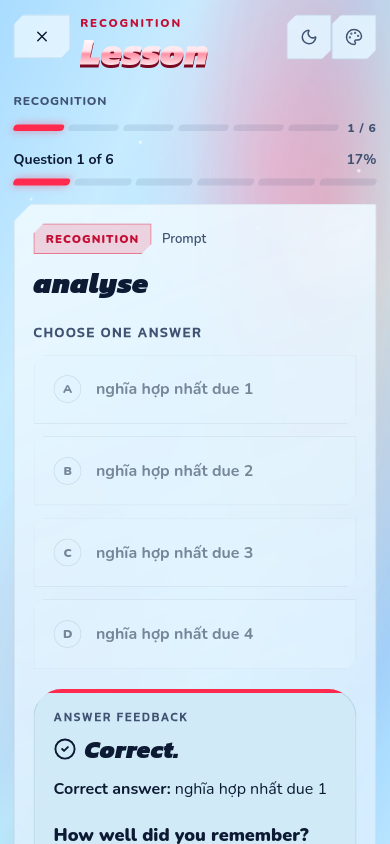 RECOGNITION
Lesson
RECOGNITION
1 / 6
Question 1 of 6
17%
RECOGNITION Prompt
analyse
CHOOSE ONE ANSWER
A nghĩa hợp nhất due 1
B nghĩa hợp nhất due 2
C nghĩa hợp nhất due 3
D nghĩa hợp nhất due 4
ANSWER FEEDBACK
Correct.
Correct answer: nghĩa hợp nhất due 1
How well did you remember?